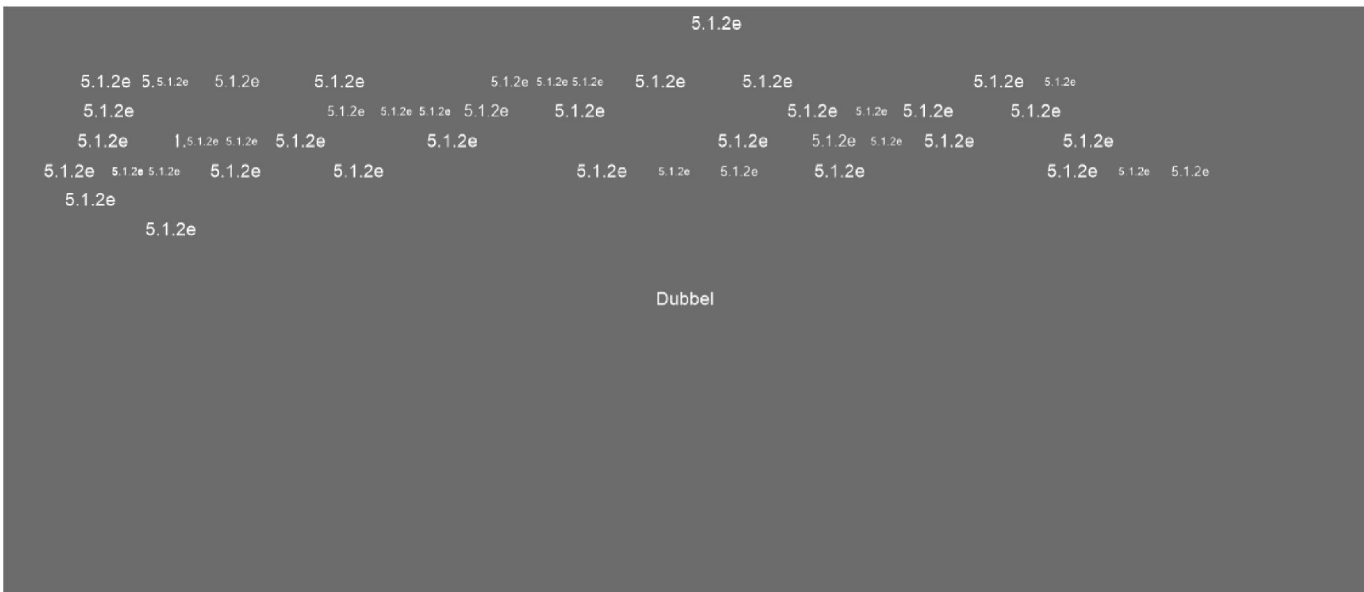 5.1.2e
5.1.2e 5.5.1.2e 5.1.2e 5.1.2e 5.1.2e 5.1.2e 5.1.2e 5.1.2e 5.1.2e 5.1.2e 5.1.2e
5.1.2e 5.1.2e 5.1.2e 5.1.2e 5.1.2e 5.1.2e 5.1.2e 5.1.2e 5.1.2e 5.1.2e
5.1.2e 1.5.1.2e 5.1.2e 5.1.2e 5.1.2e 5.1.2e 5.1.2e 5.1.2e 5.1.2e 5.1.2e
5.1.2e 5.1.2e 5.1.2e 5.1.2e 5.1.2e 5.1.2e 5.1.2e 5.1.2e 5.1.2e 5.1.2e 5.1.2e 5.1.2e
5.1.2e
5.1.2e
Dubbel